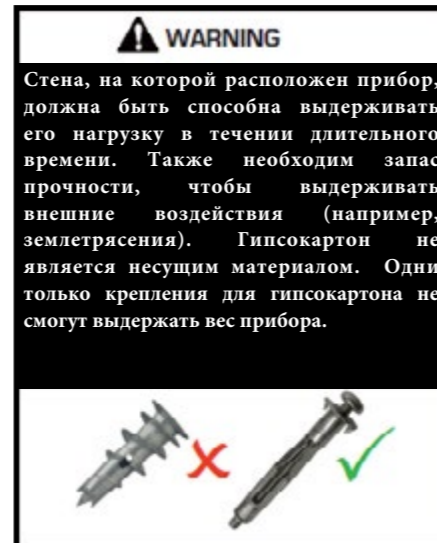 WARNING
Стена, на которой расположен прибор,
должна быть способна выдерживать
его нагрузку в течении длительного
времени. Также необходим запас
прочности, чтобы выдерживать
внешние воздействия (например,
землетрясения). Гипсокартон не
является несущим материалом. Одни
только крепления для гипсокартона не
смогут выдержать вес прибора.